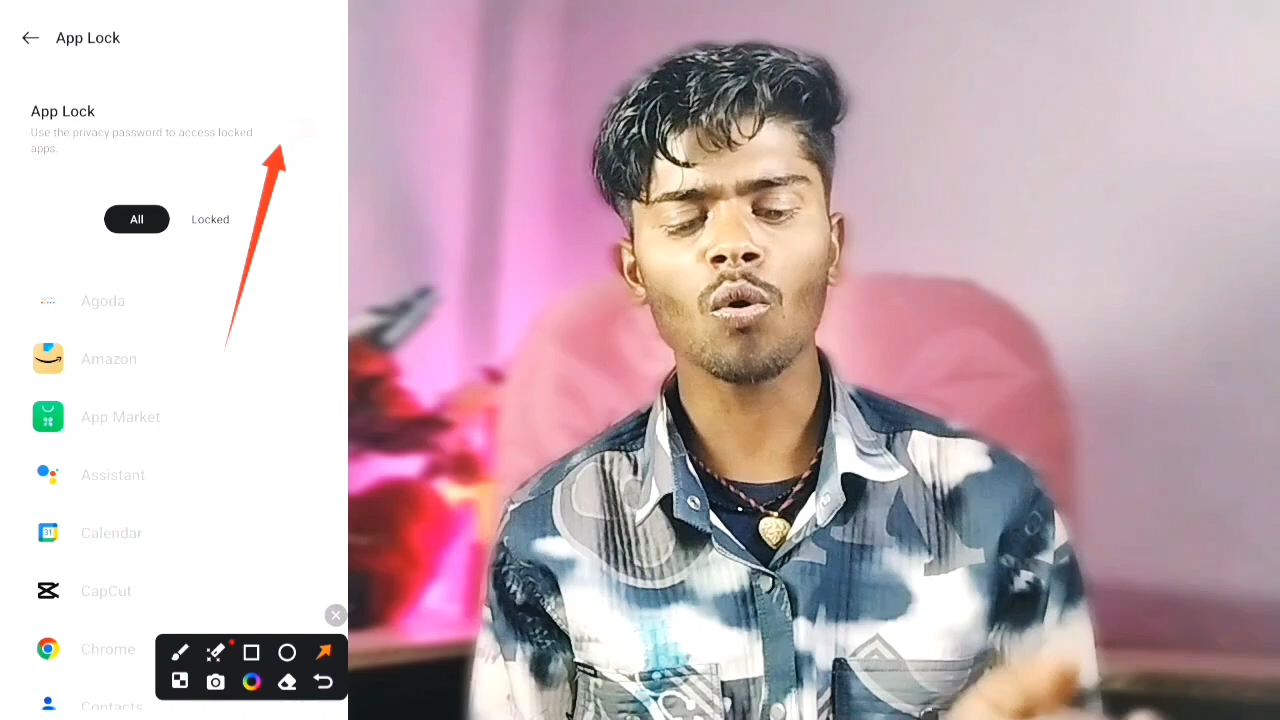 App Lock
App Lock
Use the privacy password to access locked
apps.
All
Locked
Agoda
Amazon
App Market
Assistant
31
Calendar
CapCut
Chrome
Contacts